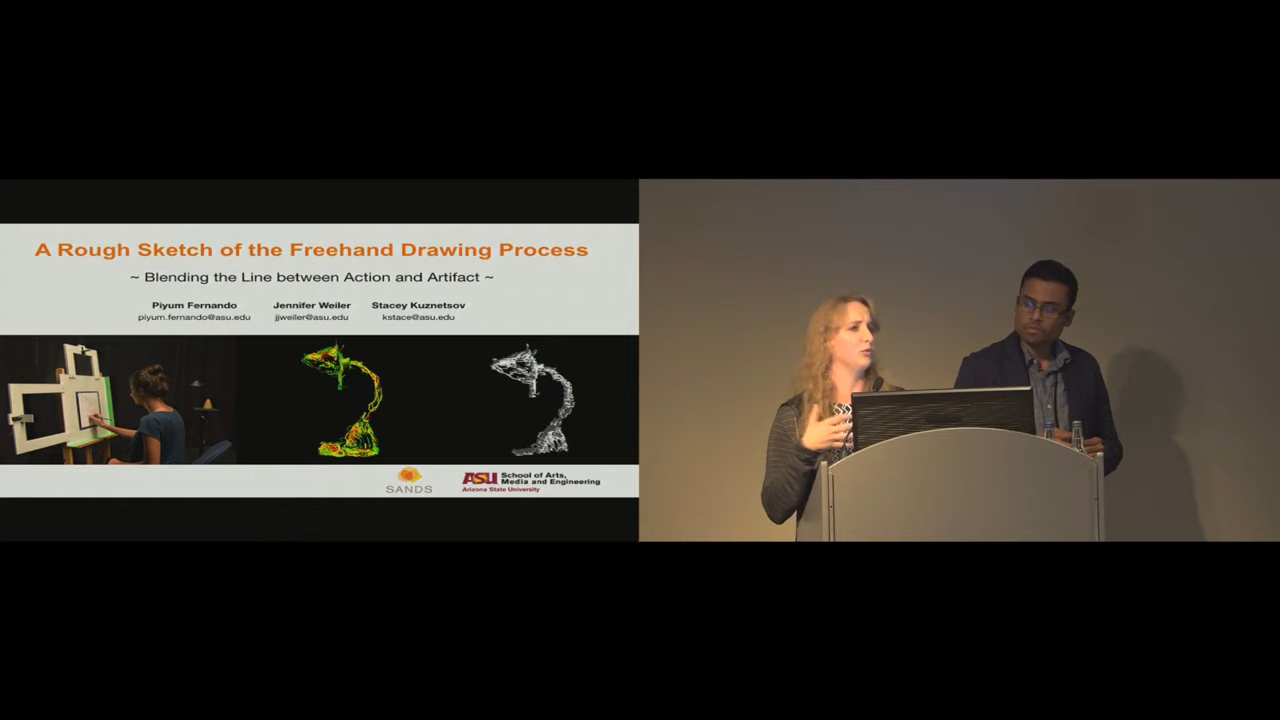 A Rough Sketch of the Freehand Drawing Process
~ Blending the Line between Action and Artifact ~
Piyum Fernando Jennifer Weiler Stacey Kuznetsov
piyum.fernando@asu.edu jjweiler@asu.edu kstace@asu.edu
SANDS
ASU School of Arts,
Media and Engineering
Arizona State University